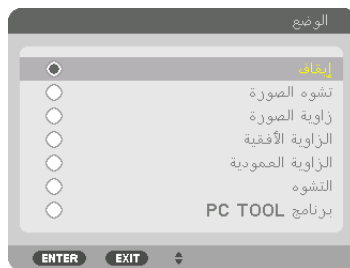 الوضع
إيقاف
تشوه الصورة
زاوية الصورة
الزاوية الأفقية
الزاوية العمودية
التشوه
برنامج PC TOOL
ENTER EXIT